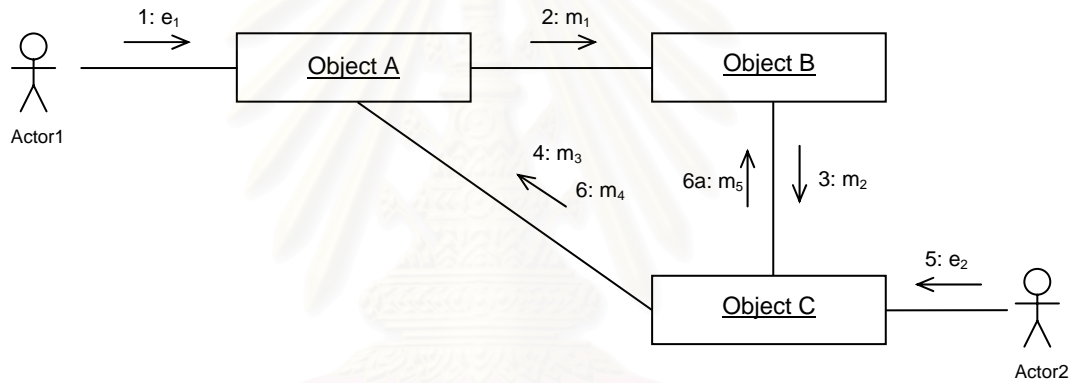 1: e₁
2: m₁
Object A
Object B
Actor1
4: m₃
6: m₄
6a: m₅
3: m₂
5: e₂
Object C
Actor2